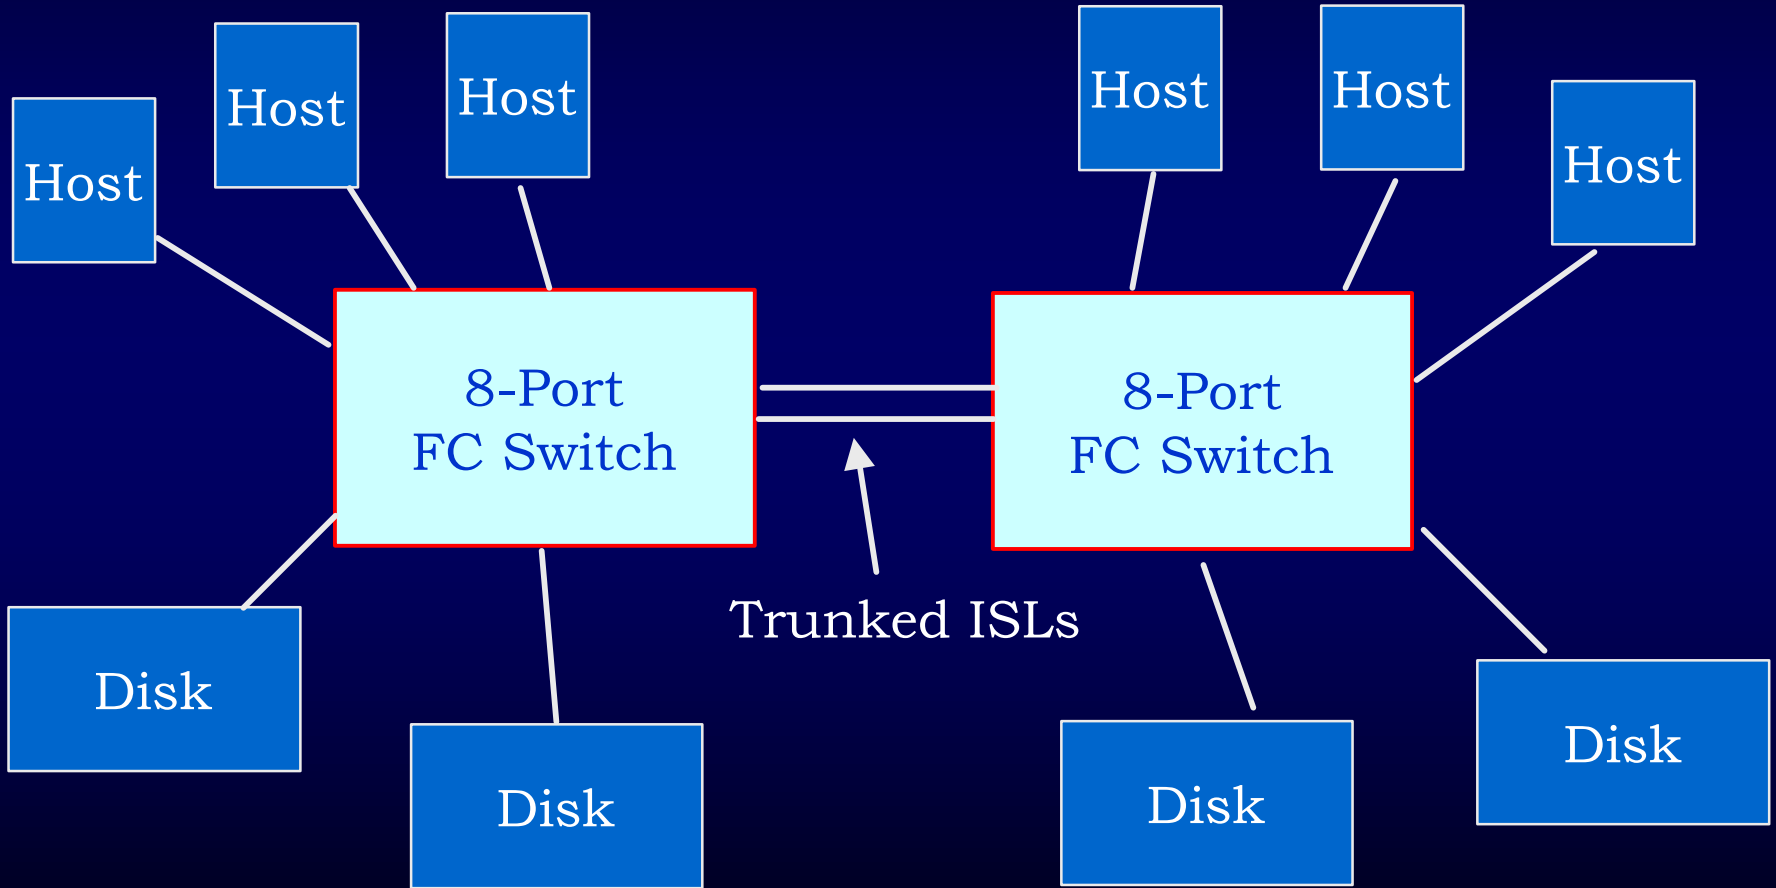 Host
Host
Host
Host
Host
Host
8-Port
FC Switch
8-Port
FC Switch
Trunked ISLs
Disk
Disk
Disk
Disk